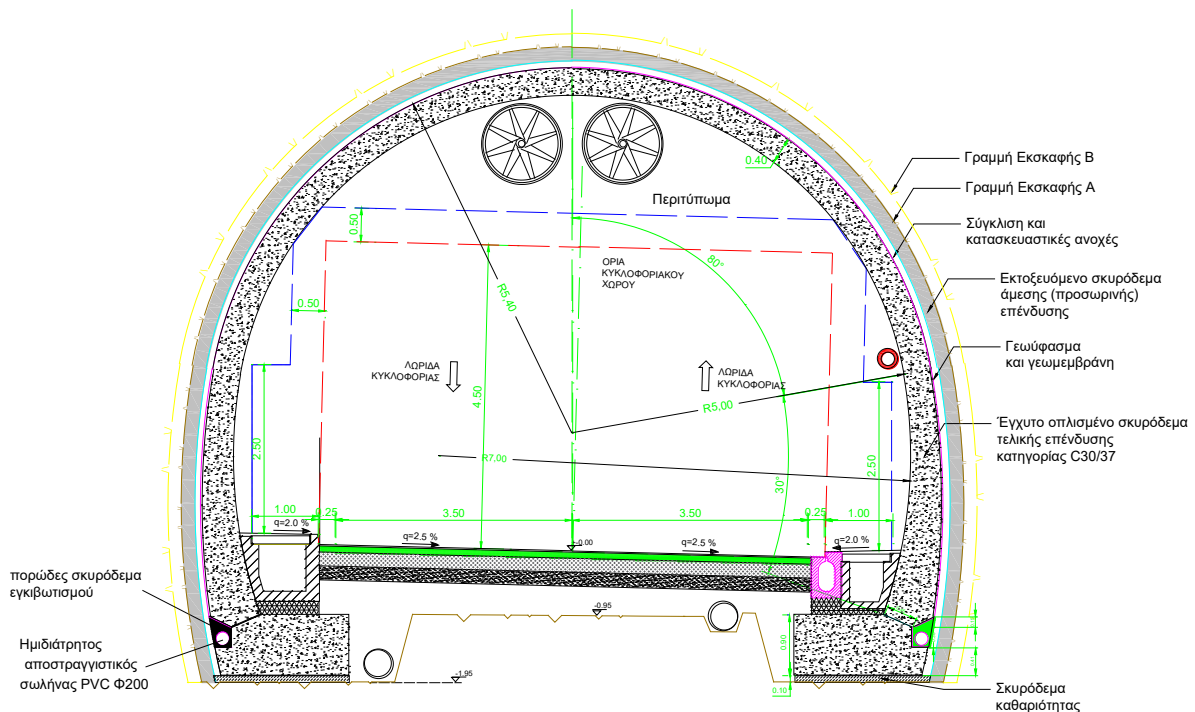 0.40
Γραμμή Εκσκαφής Β
Γραμμή Εκσκαφής Α
Περιτύπωμα
Σύγκλιση και
κατασκευαστικές ανοχές
0.50
80°
ΟΡΙΑ
ΚΥΚΛΟΦΟΡΙΑΚΟΥ
ΧΩΡΟΥ
Εκτοξευόμενο σκυρόδεμα
άμεσης (προσωρινής)
επένδυσης
R5,40
0.50
Γεωύφασμα
και γεωμεμβράνη
ΛΩΡΙΔΑ
ΚΥΚΛΟΦΟΡΙΑΣ
4.50
ΛΩΡΙΔΑ
ΚΥΚΛΟΦΟΡΙΑΣ
R5,00
Έγχυτο οπλισμένο σκυρόδεμα
τελικής επένδυσης
κατηγορίας C30/37
2.50
R7,00
30°
2.50
1.00
0.25
3.50
3.50
0.25
1.00
q=2.0 %
q=2.5 %
-0.00
q=2.5 %
q=2.0 %
πορώδες σκυρόδεμα
εγκιβωτισμού
-0.95
0.90
Ημιδιάτρητος
αποστραγγιστικός
σωλήνας PVC Φ200
-1.95
0.10
Σκυρόδεμα
καθαριότητας